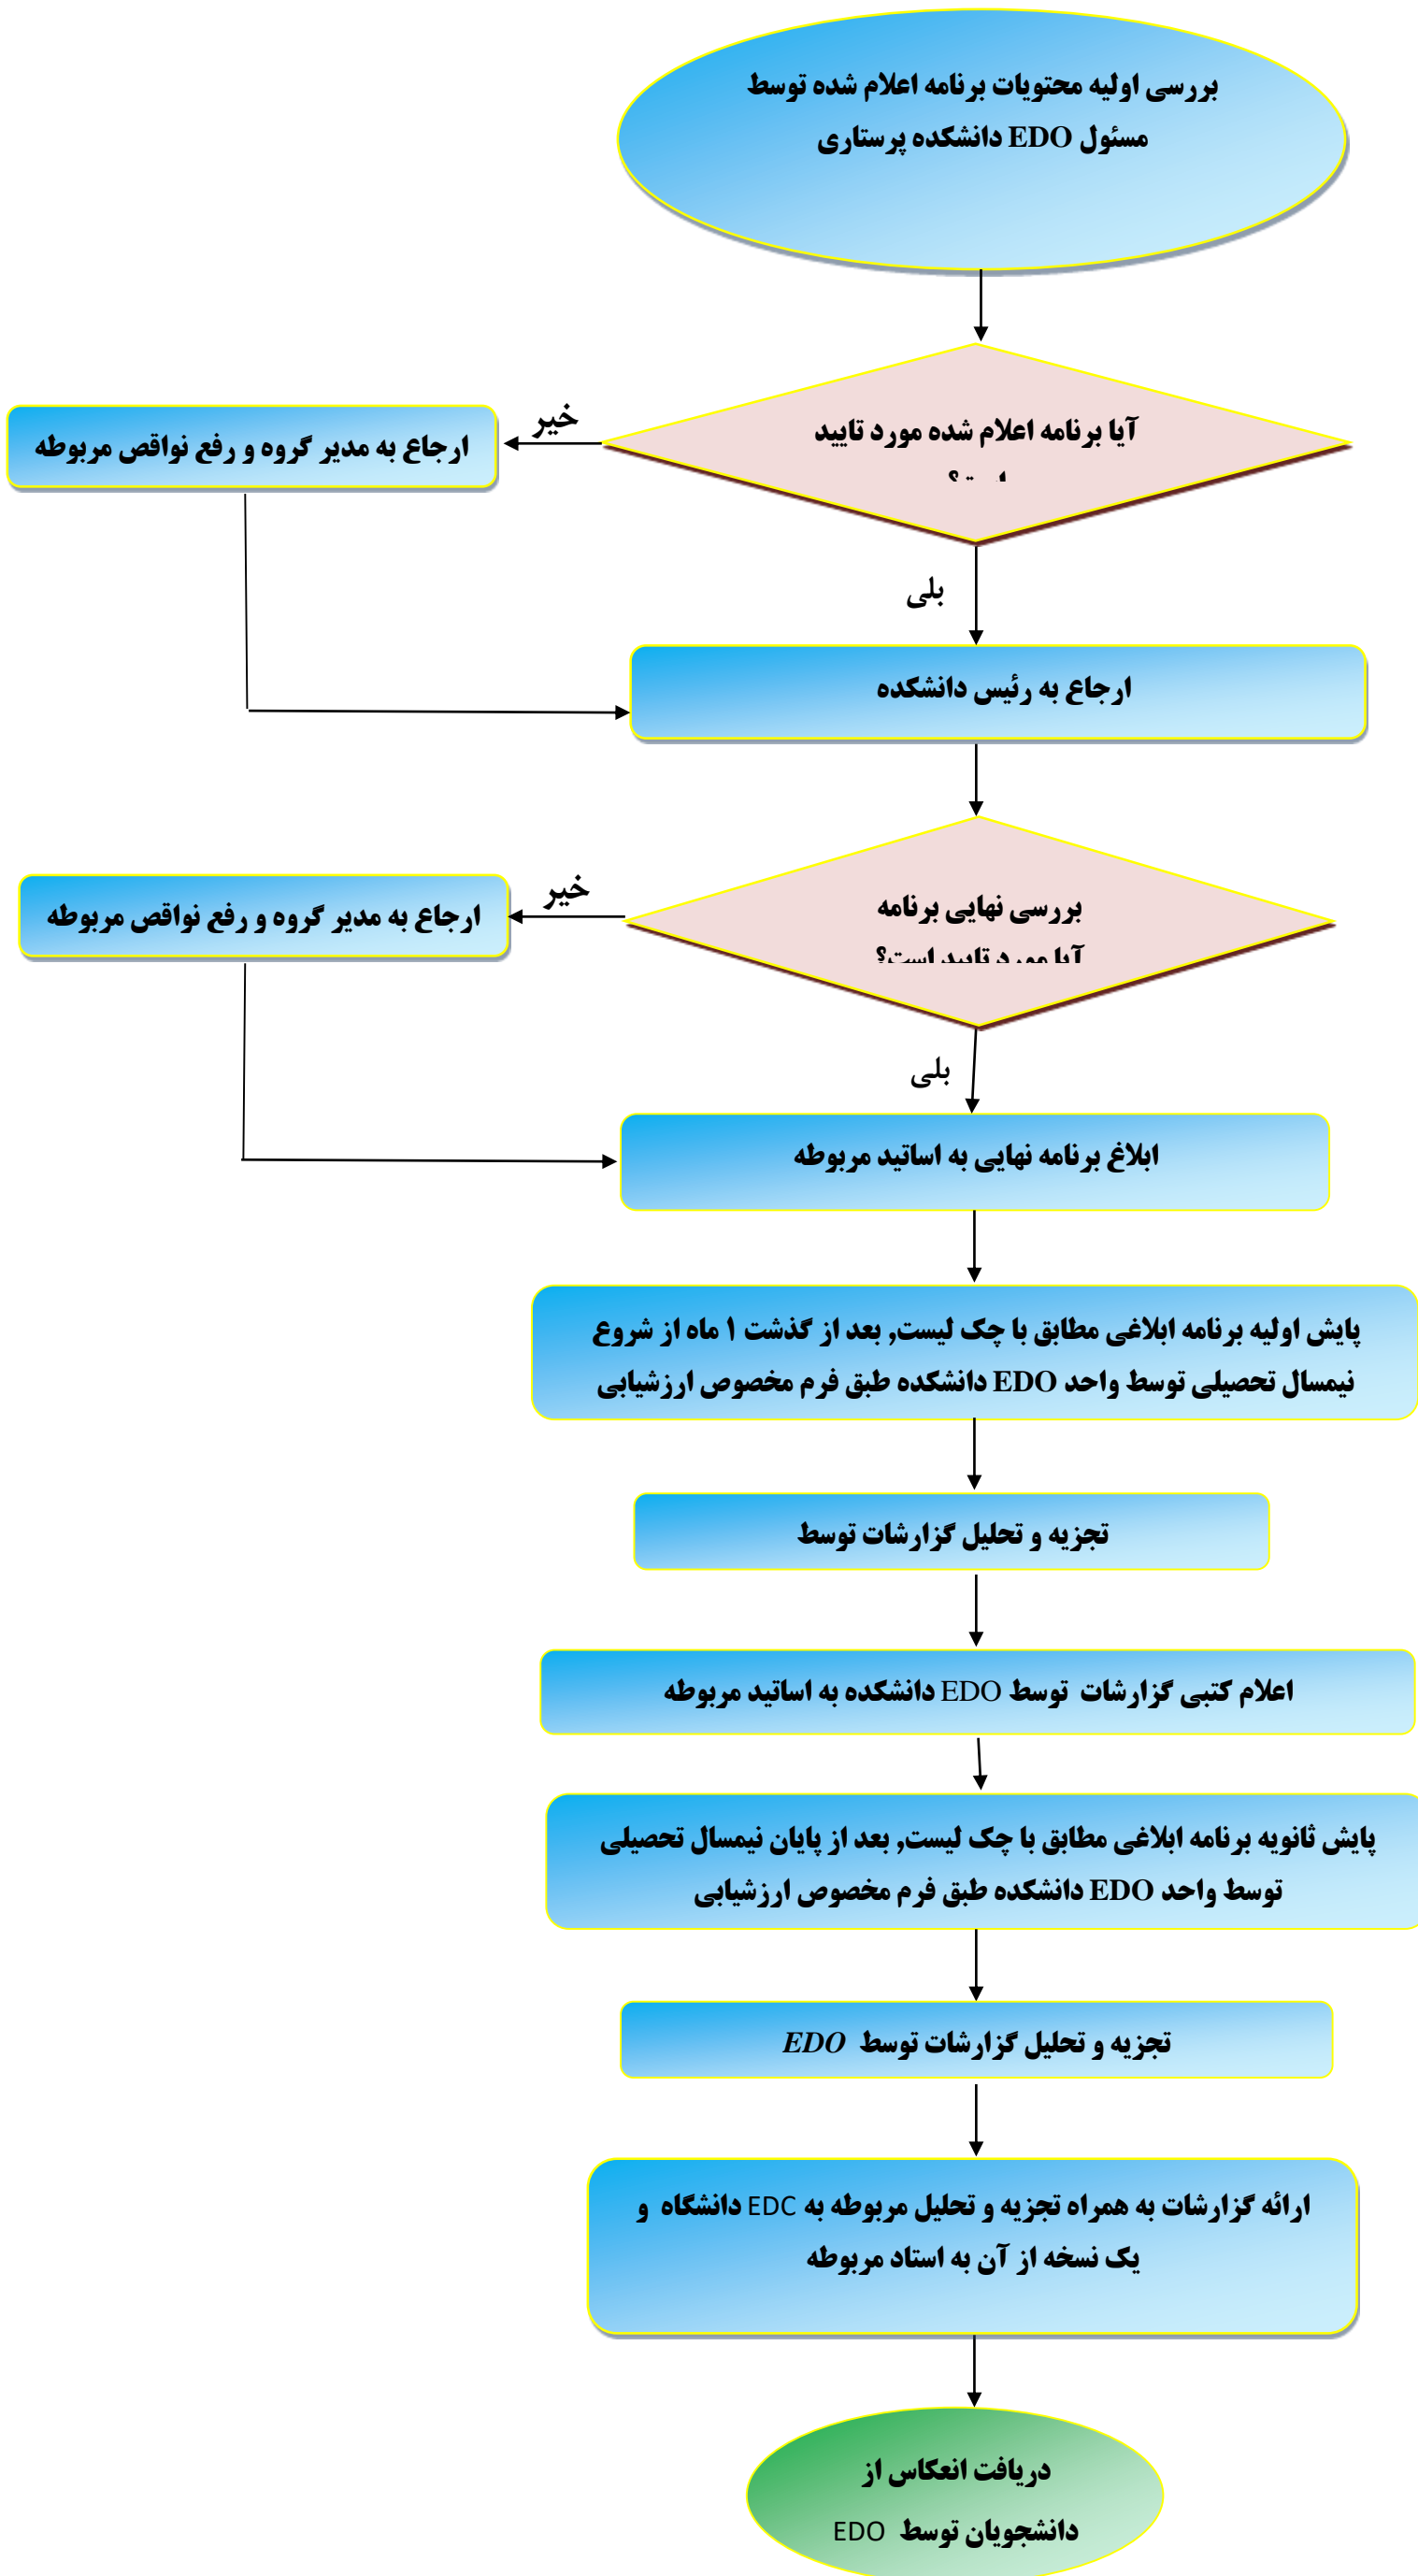 بررسی اولیه محتویات برنامه اعلام شده توسط
مسئول EDO دانشکده پرستاری
آیا برنامه اعلام شده مورد تایید
خیر
ارجاع به مدیر گروه و رفع نواقص مربوطه
بلی
ارجاع به رئیس دانشکده
بررسی نهایی برنامه
آیا مورد تایید است؟
خیر
ارجاع به مدیر گروه و رفع نواقص مربوطه
بلی
ابلاغ برنامه نهایی به اساتید مربوطه
پایش اولیه برنامه ابلاغی مطابق با چک لیست, بعد از گذشت ۱ ماه از شروع
نیمسال تحصیلی توسط واحد EDO دانشکده طبق فرم مخصوص ارزشیابی
تجزیه و تحلیل گزارشات توسط
اعلام کتبی گزارشات توسط EDO دانشکده به اساتید مربوطه
پایش ثانویه برنامه ابلاغی مطابق با چک لیست, بعد از پایان نیمسال تحصیلی
توسط واحد EDO دانشکده طبق فرم مخصوص ارزشیابی
تجزیه و تحلیل گزارشات توسط EDO
ارائه گزارشات به همراه تجزیه و تحلیل مربوطه به EDC دانشگاه و
یک نسخه از آن به استاد مربوطه
دریافت انعکاس از
دانشجویان توسط EDO